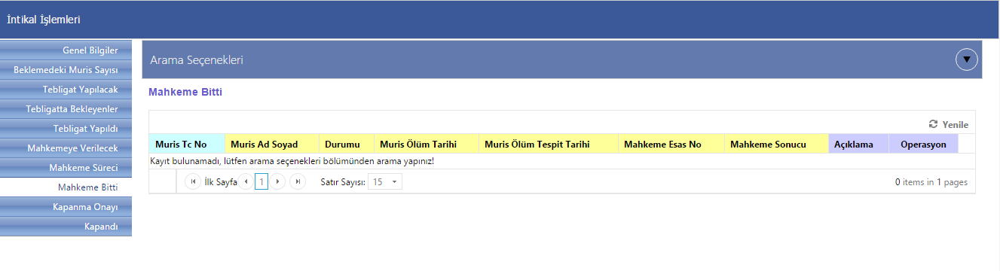 İntikal İşlemleri
Genel Bilgiler
Beklemedeki Muris Sayısı
Tebligat Yapılacak
Tebligatta Bekleyenler
Tebligat Yapıldı
Mahkemeye Verilecek
Mahkeme Süreci
Mahkeme Bitti
Kapanma Onayı
Kapandı
Arama Seçenekleri
Mahkeme Bitti
Yenile
Muris Tc No Muris Ad Soyad Durumu Muris Ölüm Tarihi Muris Ölüm Tespit Tarihi Mahkeme Esas No Mahkeme Sonucu Açıklama Operasyon
Kayıt bulunamadı, lütfen arama seçenekleri bölümünden arama yapınız!
İlk Sayfa 1 Satır Sayısı: 15 0 items in 1 pages